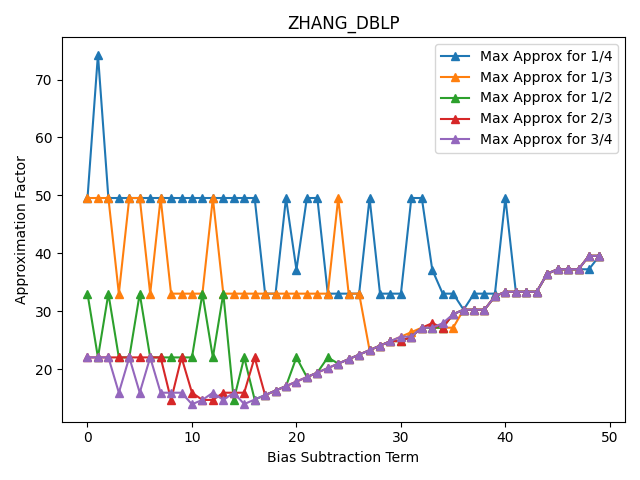 ZHANG_DBLP
Max Approx for 1/4
Max Approx for 1/3
Max Approx for 1/2
Max Approx for 2/3
Max Approx for 3/4
Approximation Factor
70
60
50
40
30
20
0 10 20 30 40 50
Bias Subtraction Term